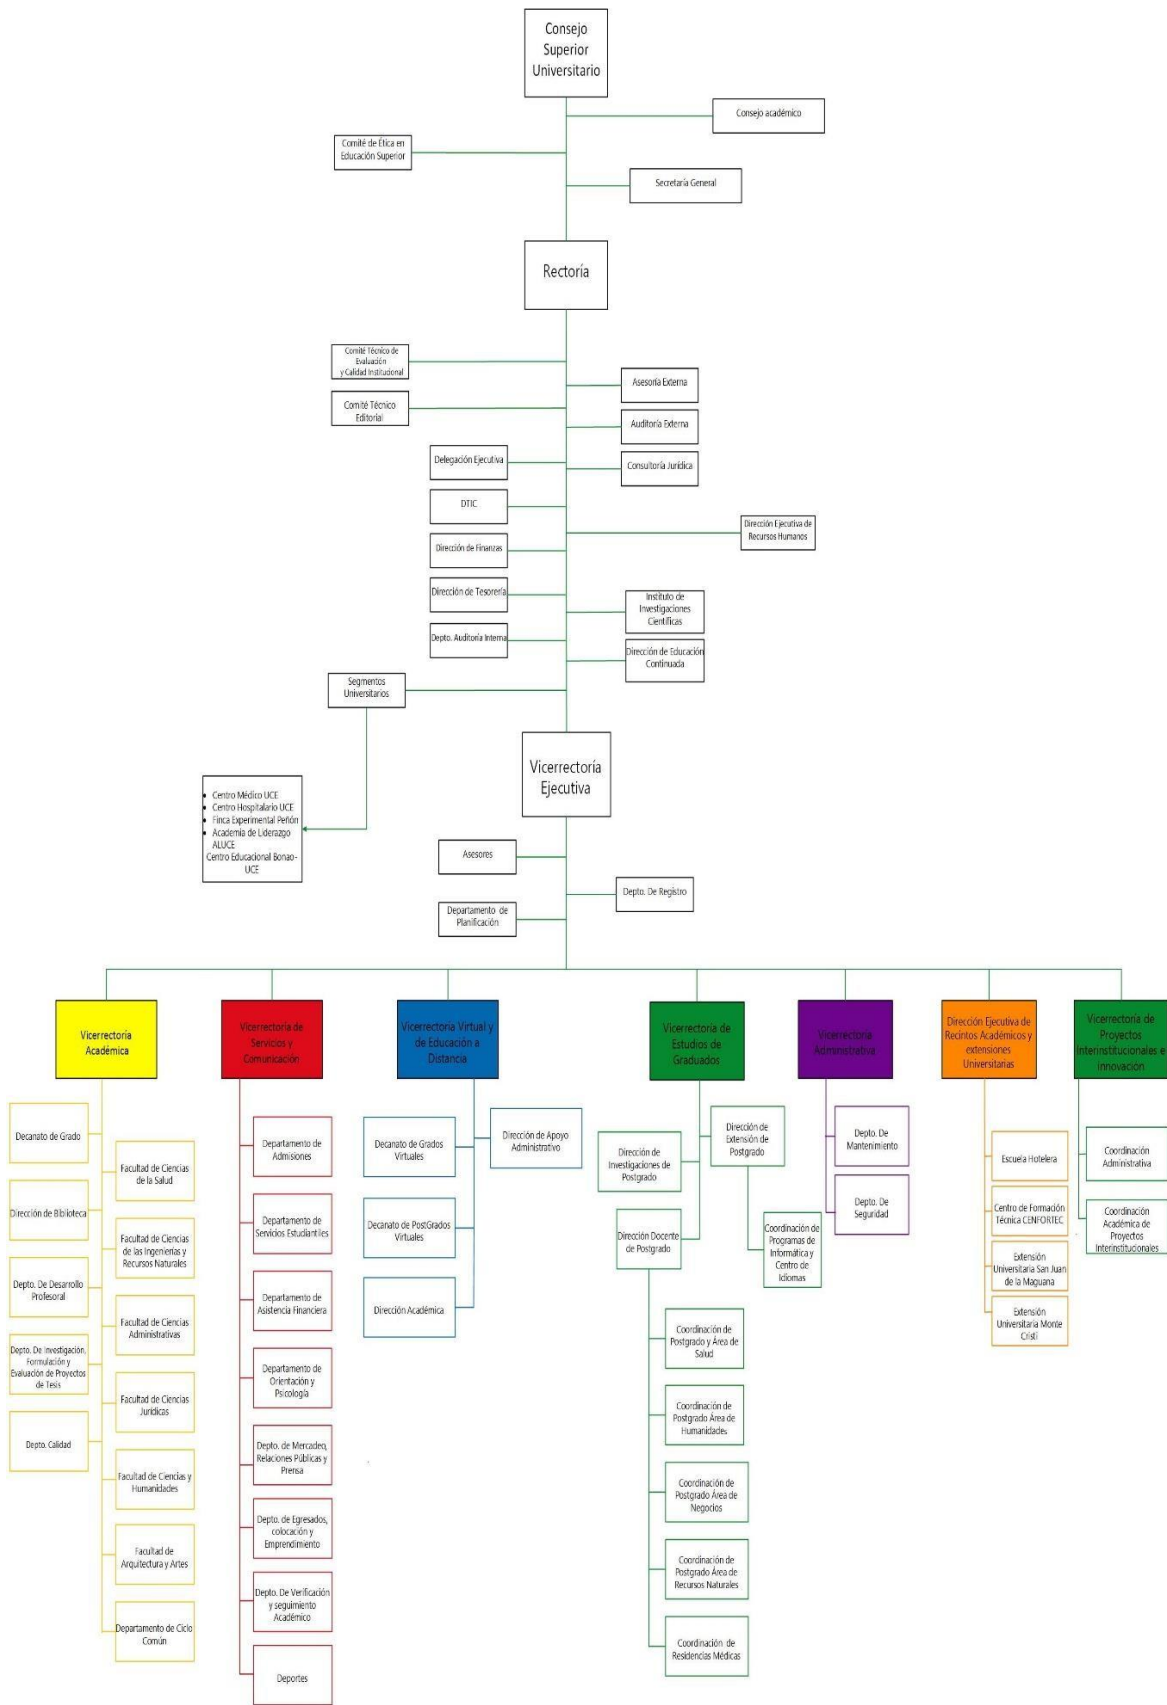 Consejo
Superior
Universitario
Consejo académico
Comité de Ética en
Educación Superior
Secretaría General
Rectoría
Comité Técnico de
Evaluación
y Calidad Institucional
Asesoría Externa
Comité Técnico
Editorial
Auditoría Externa
Delegación Ejecutiva
Consultoría Jurídica
DTIC
Dirección Ejecutiva de
Recursos Humanos
Dirección de Finanzas
Dirección de Tesorería
Instituto de
Investigaciones
Científicas
Depto. Auditoría Interna
Dirección de Educación
Continuada
Segmentos
Universitarios
Vicerrectoría
Ejecutiva
• Centro Médico UCE
• Centro Hospitalario UCE
• Finca Experimental Peñón
• Academia de Liderazgo
ALUCE
Centro Educacional Bonao-
UCE
Asesores
Depto. De Registro
Departamento de
Planificación
Vicerrectoría
Académica
Vicerrectoría de
Servicios y
Comunicación
Vicerrectoría Virtual y
de Educación a
Distancia
Vicerrectoría de
Estudios de
Graduados
Vicerrectoría
Administrativa
Dirección Ejecutiva de
Recintos Académicos y
extensiones
Universitarias
Vicerrectoría de
Proyectos
Interinstitucionales e
Innovación
Decanato de Grado
Facultad de Ciencias
de la Salud
Dirección de Biblioteca
Facultad de Ciencias
de las Ingenierías y
Recursos Naturales
Depto. De Desarrollo
Profesoral
Facultad de Ciencias
Administrativas
Depto. De Investigación,
Formulación y
Evaluación de Proyectos
de Tesis
Facultad de Ciencias
Jurídicas
Depto. Calidad
Facultad de Ciencias y
Humanidades
Facultad de
Arquitectura y Artes
Departamento de Ciclo
Común
Departamento de
Admisiones
Departamento de
Servicios Estudiantiles
Departamento de
Asistencia Financiera
Departamento de
Orientación y
Psicología
Depto. de Mercadeo,
Relaciones Públicas y
Prensa
Depto. de Egresados,
colocación y
Emprendimiento
Depto. De Verificación
y seguimiento
Académico
Deportes
Decanato de Grados
Virtuales
Dirección de Apoyo
Administrativo
Decanato de PostGrados
Virtuales
Dirección Académica
Dirección de
Investigaciones de
Postgrado
Dirección de
Extensión de
Postgrado
Dirección Docente
de Postgrado
Coordinación de
Programas de
Informática y
Centro de
Idiomas
Coordinación de
Postgrado y Área de
Salud
Coordinación de
Postgrado Área de
Humanidades
Coordinación de
Postgrado Área de
Negocios
Coordinación de
Postgrado Área de
Recursos Naturales
Coordinación de
Residencias Médicas
Depto. De
Mantenimiento
Depto. De
Seguridad
Escuela Hotelera
Centro de Formación
Técnica CENFORTEC
Extensión
Universitaria San Juan
de la Maguana
Extensión
Universitaria Monte
Cristi
Coordinación
Administrativa
Coordinación
Académica de
Proyectos
Interinstitucionales